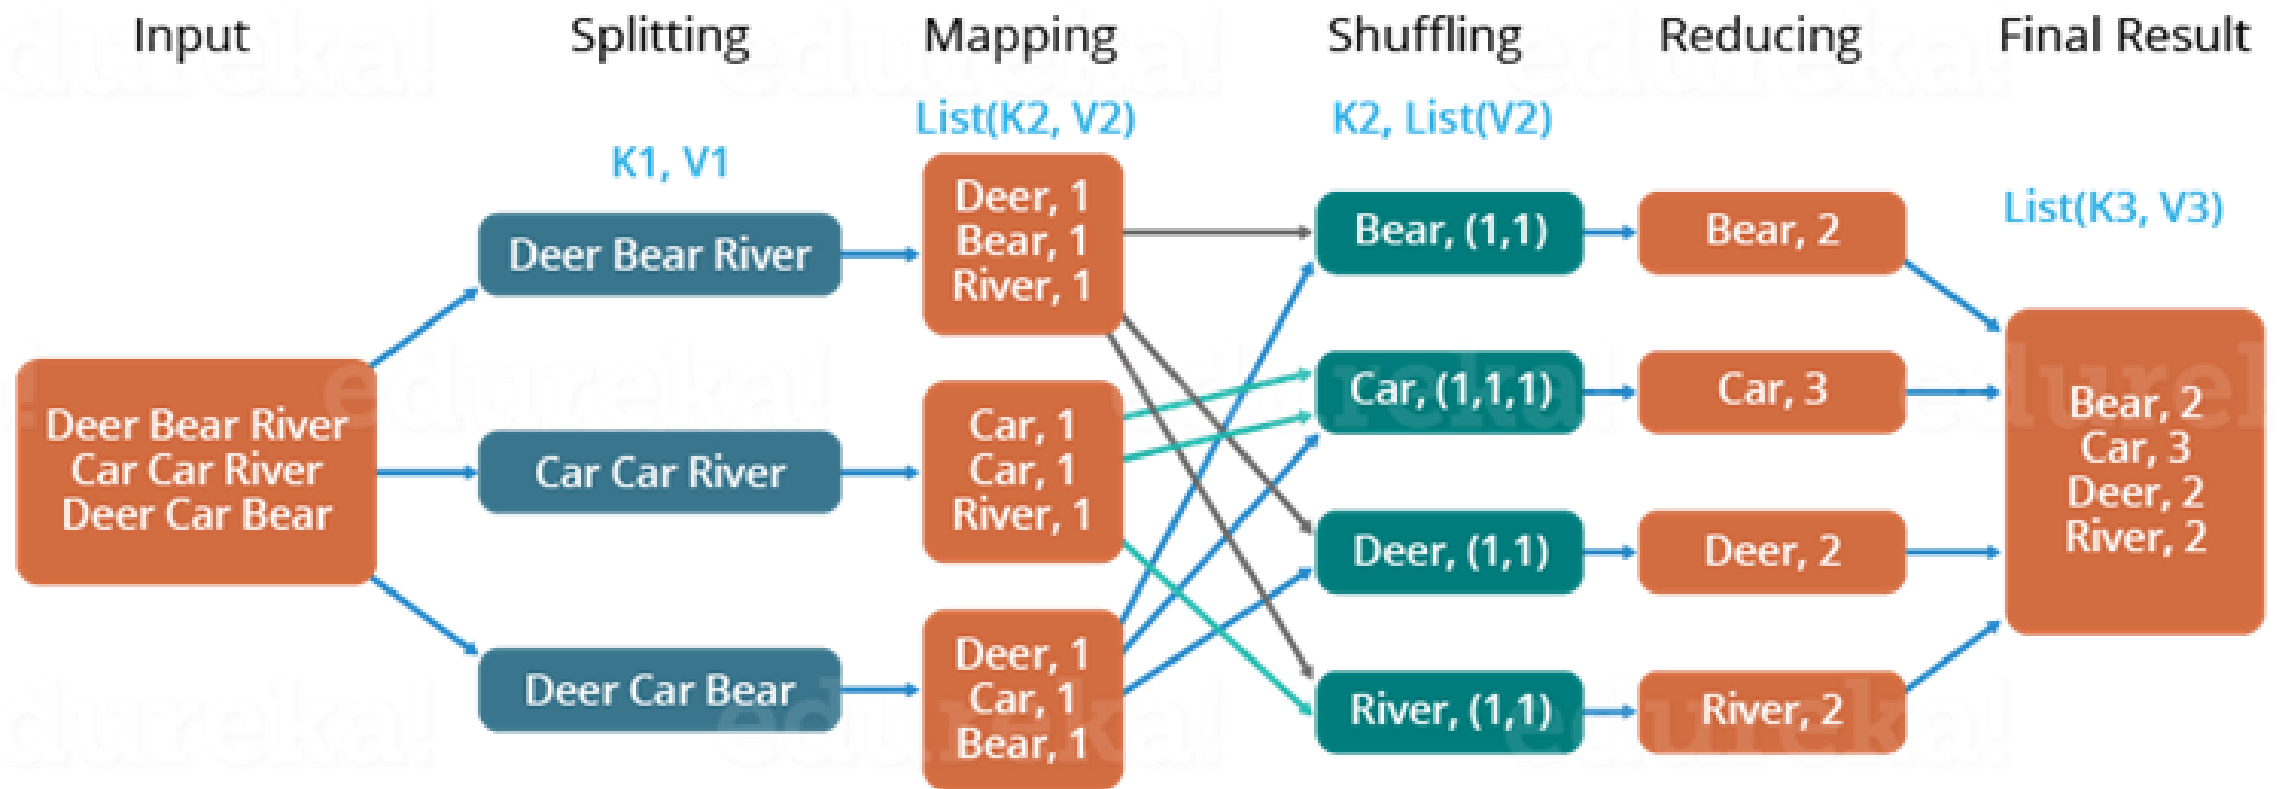 Input
Splitting
Mapping
Shuffling
Reducing
Final Result
K1, V1
List(K2, V2)
K2, List(V2)
List(K3, V3)
Deer Bear River
Car Car River
Deer Car Bear
Deer Bear River
Car Car River
Deer Car Bear
Deer, 1
Bear, 1
River, 1
Car, 1
Car, 1
River, 1
Deer, 1
Car, 1
Bear, 1
Bear, (1,1)
Car, (1,1,1)
Deer, (1,1)
River, (1,1)
Bear, 2
Car, 3
Deer, 2
River, 2
Bear, 2
Car, 3
Deer, 2
River, 2
edureka!